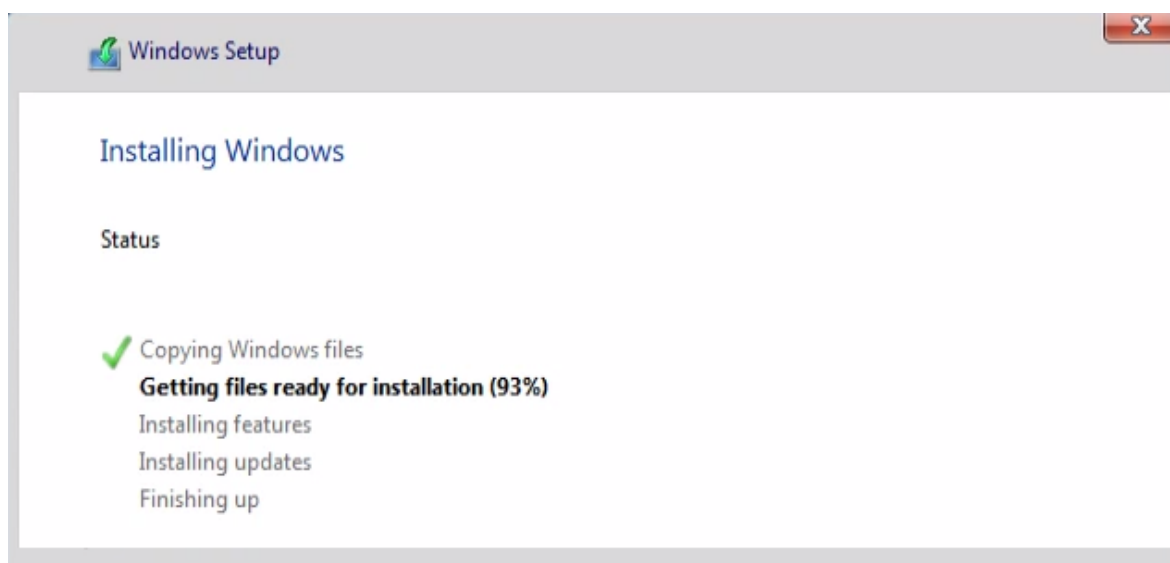 Windows Setup
Installing Windows
Status
Copying Windows files
Getting files ready for installation (93%)
Installing features
Installing updates
Finishing up